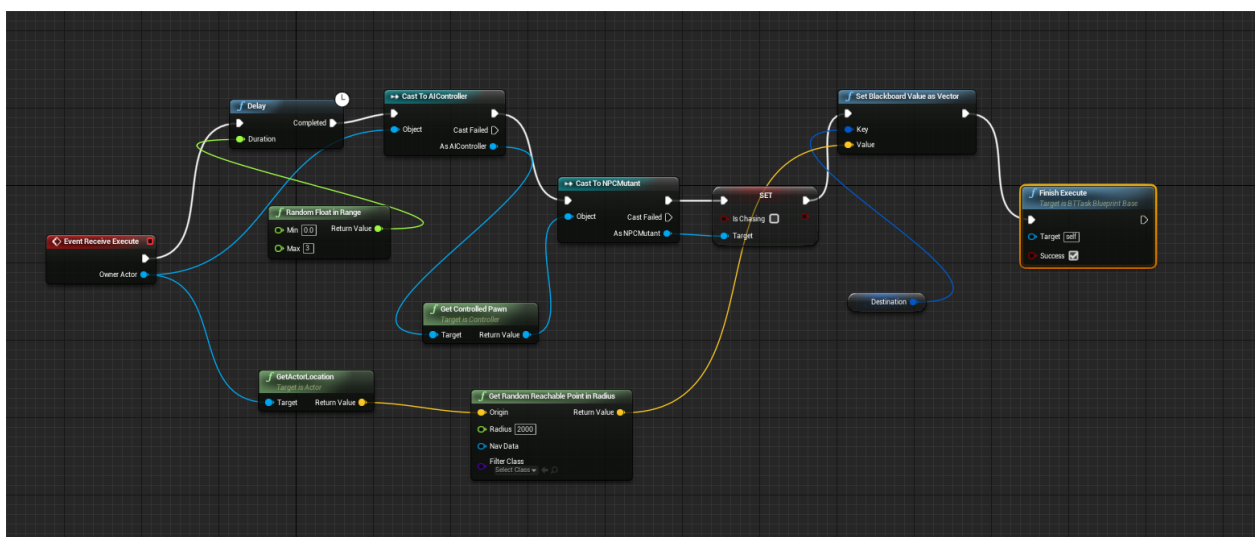 Delay
Completed
Duration
Cast To AIController
Object
Cast Failed
As AIController
Set Blackboard Value as Vector
Key
Value
Cast To NPCMutant
Object
Cast Failed
As NPCMutant
SET
Is Chasing
Target
Finish Execute
Target is BTTask Blueprint Base
Target self
Success
Random Float in Range
Min 0.0 Return Value
Max 3
Event Receive Execute
Owner Actor
Destination
Get Controlled Pawn
Target is Controller
Target Return Value
GetActorLocation
Target is Actor
Target Return Value
Get Random Reachable Point in Radius
Origin Return Value
Radius 2000
Nav Data
Filter Class
Select Class